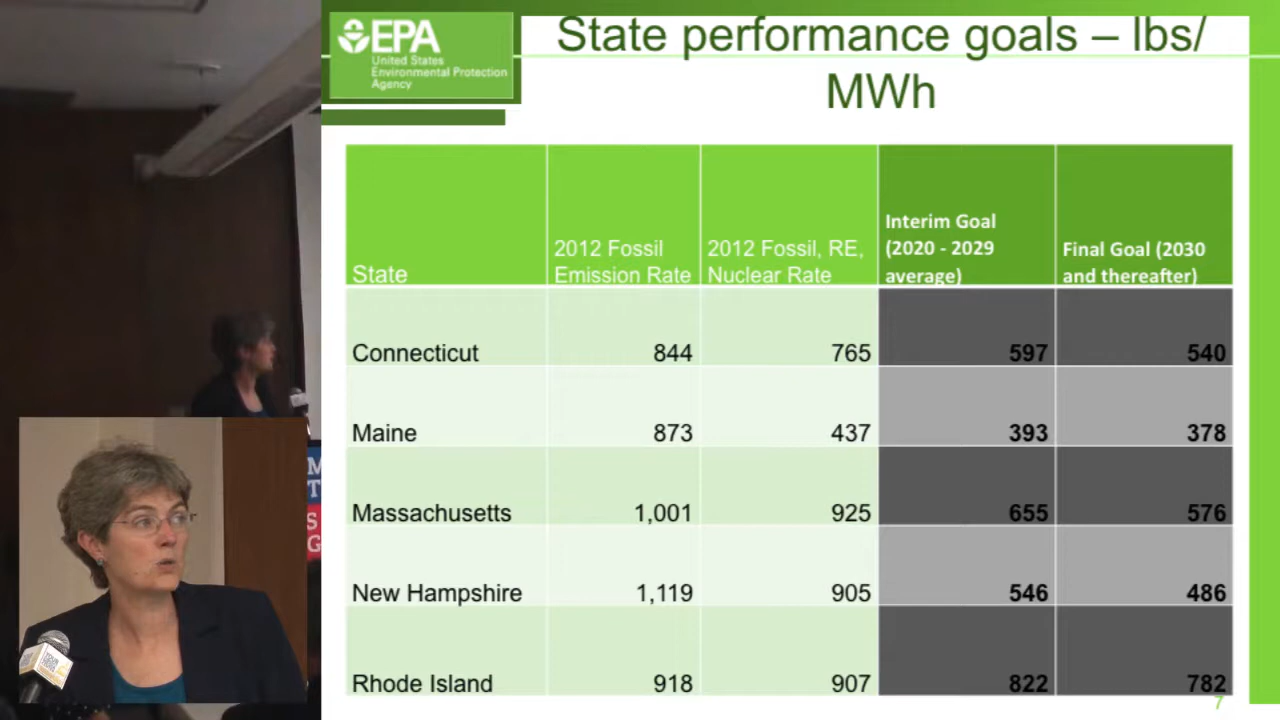 EPA
United States
Environmental Protection
Agency
State performance goals – lbs/
MWh
State
2012 Fossil
Emission Rate
2012 Fossil, RE,
Nuclear Rate
Interim Goal
(2020 - 2029
average)
Final Goal (2030
and thereafter)
Connecticut 844 765 597 540
Maine 873 437 393 378
Massachusetts 1,001 925 655 576
New Hampshire 1,119 905 546 486
Rhode Island 918 907 822 782
7
M
T
S
G